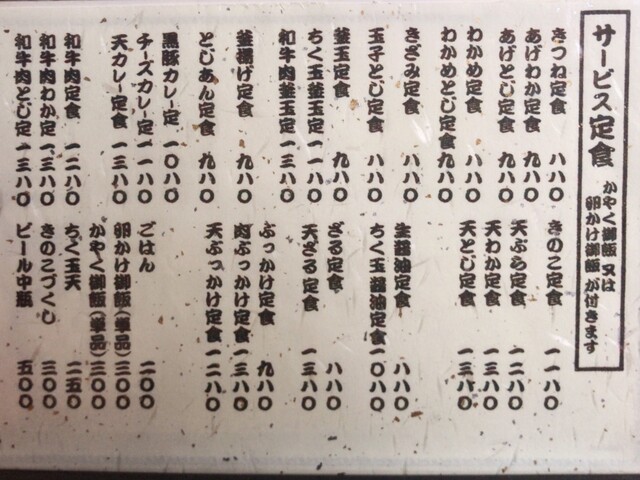 サービス定食
かやく御飯 又は
卵かけ御飯 が付きます
きつね定食 八八〇
あげわか定食 九八〇
あげとじ定食 九八〇
わかめ定食 八八〇
わかめとじ定食 九八〇
きざみ定食 八八〇
玉子とじ定食 八八〇
釜玉定食 九八〇
ちく玉釜玉定 一一八〇
和牛肉釜玉定 一三八〇
釜揚げ定食 九八〇
とじあん定食 九八〇
黒豚カレー定 一〇八〇
チーズカレー定 一一八〇
天カレー定食 一三八〇
和牛肉定食 一二八〇
和牛肉わか定 一三八〇
和牛肉とじ定 一三八〇
きのこ定食 一一八〇
天ぷら定食 一二八〇
天わか定食 一三八〇
天とじ定食 一三八〇
生醤油定食 八八〇
ちく玉醤油定食 一〇八〇
ざる定食 八八〇
天ざる定食 一三八〇
ぶっかけ定食 九八〇
肉ぶっかけ定食 一三八〇
天ぶっかけ定食 一二八〇
ごはん 二〇〇
卵かけ御飯(単品) 三〇〇
かやく御飯(単品) 三〇〇
ちく玉天 二五〇
きのこづくし 三〇〇
ビール中瓶 五〇〇